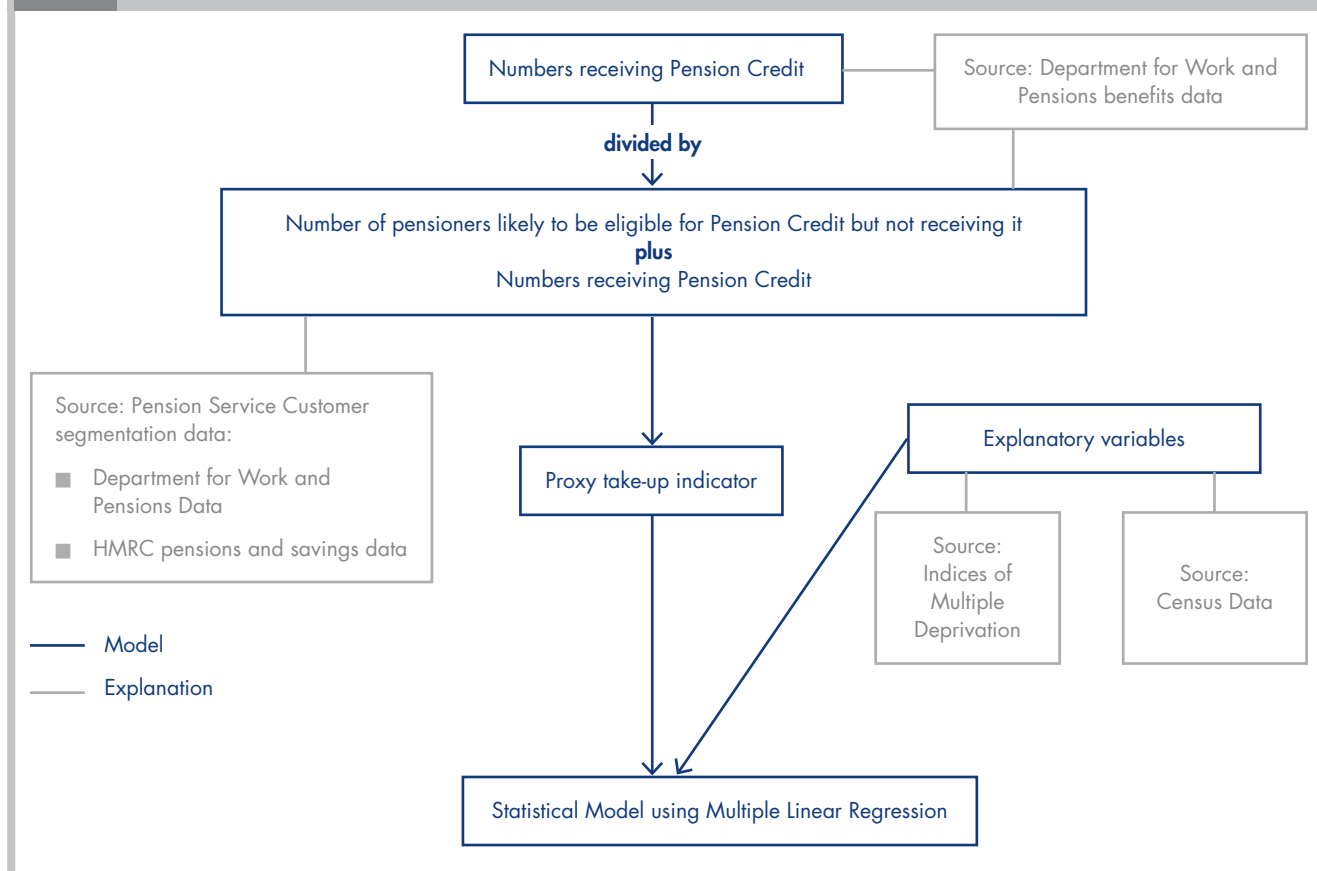 Numbers receiving Pension Credit
Source: Department for Work and
Pensions benefits data
divided by
Number of pensioners likely to be eligible for Pension Credit but not receiving it
plus
Numbers receiving Pension Credit
Source: Pension Service Customer
segmentation data:
■ Department for Work and
Pensions Data
■ HMRC pensions and savings data
Explanatory variables
Proxy take-up indicator
Source:
Indices of
Multiple
Deprivation
Source:
Census Data
Model
Explanation
Statistical Model using Multiple Linear Regression